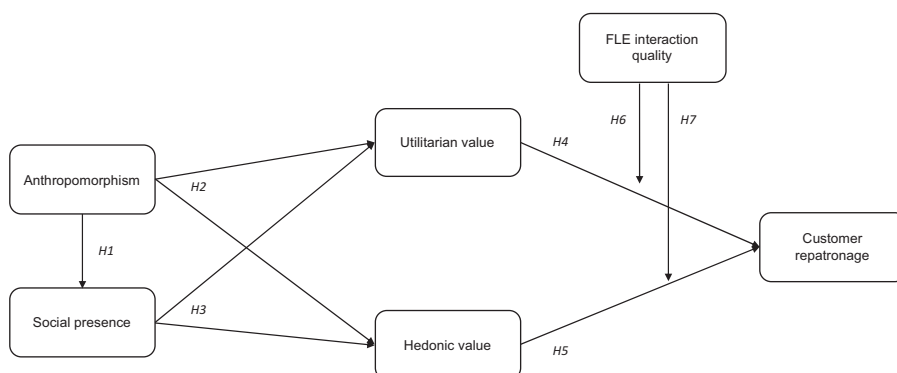 FLE interaction
quality
H6
H7
Utilitarian value
H4
Anthropomorphism
H2
Customer
repatronage
H1
Social presence
H3
Hedonic value
H5